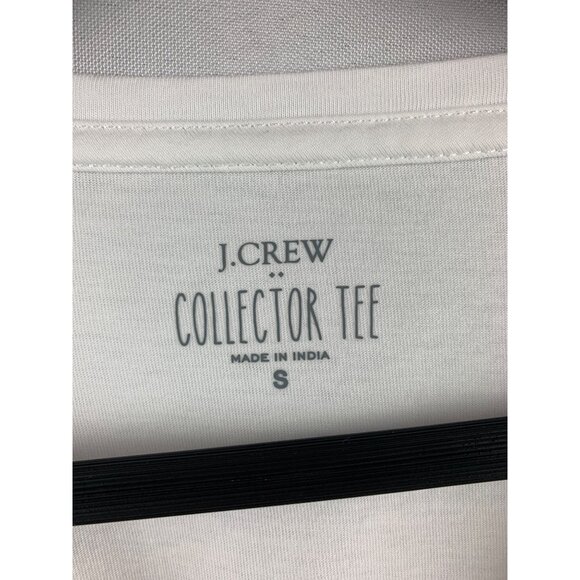 J.CREW
COLLECTOR TEE
MADE IN INDIA
S